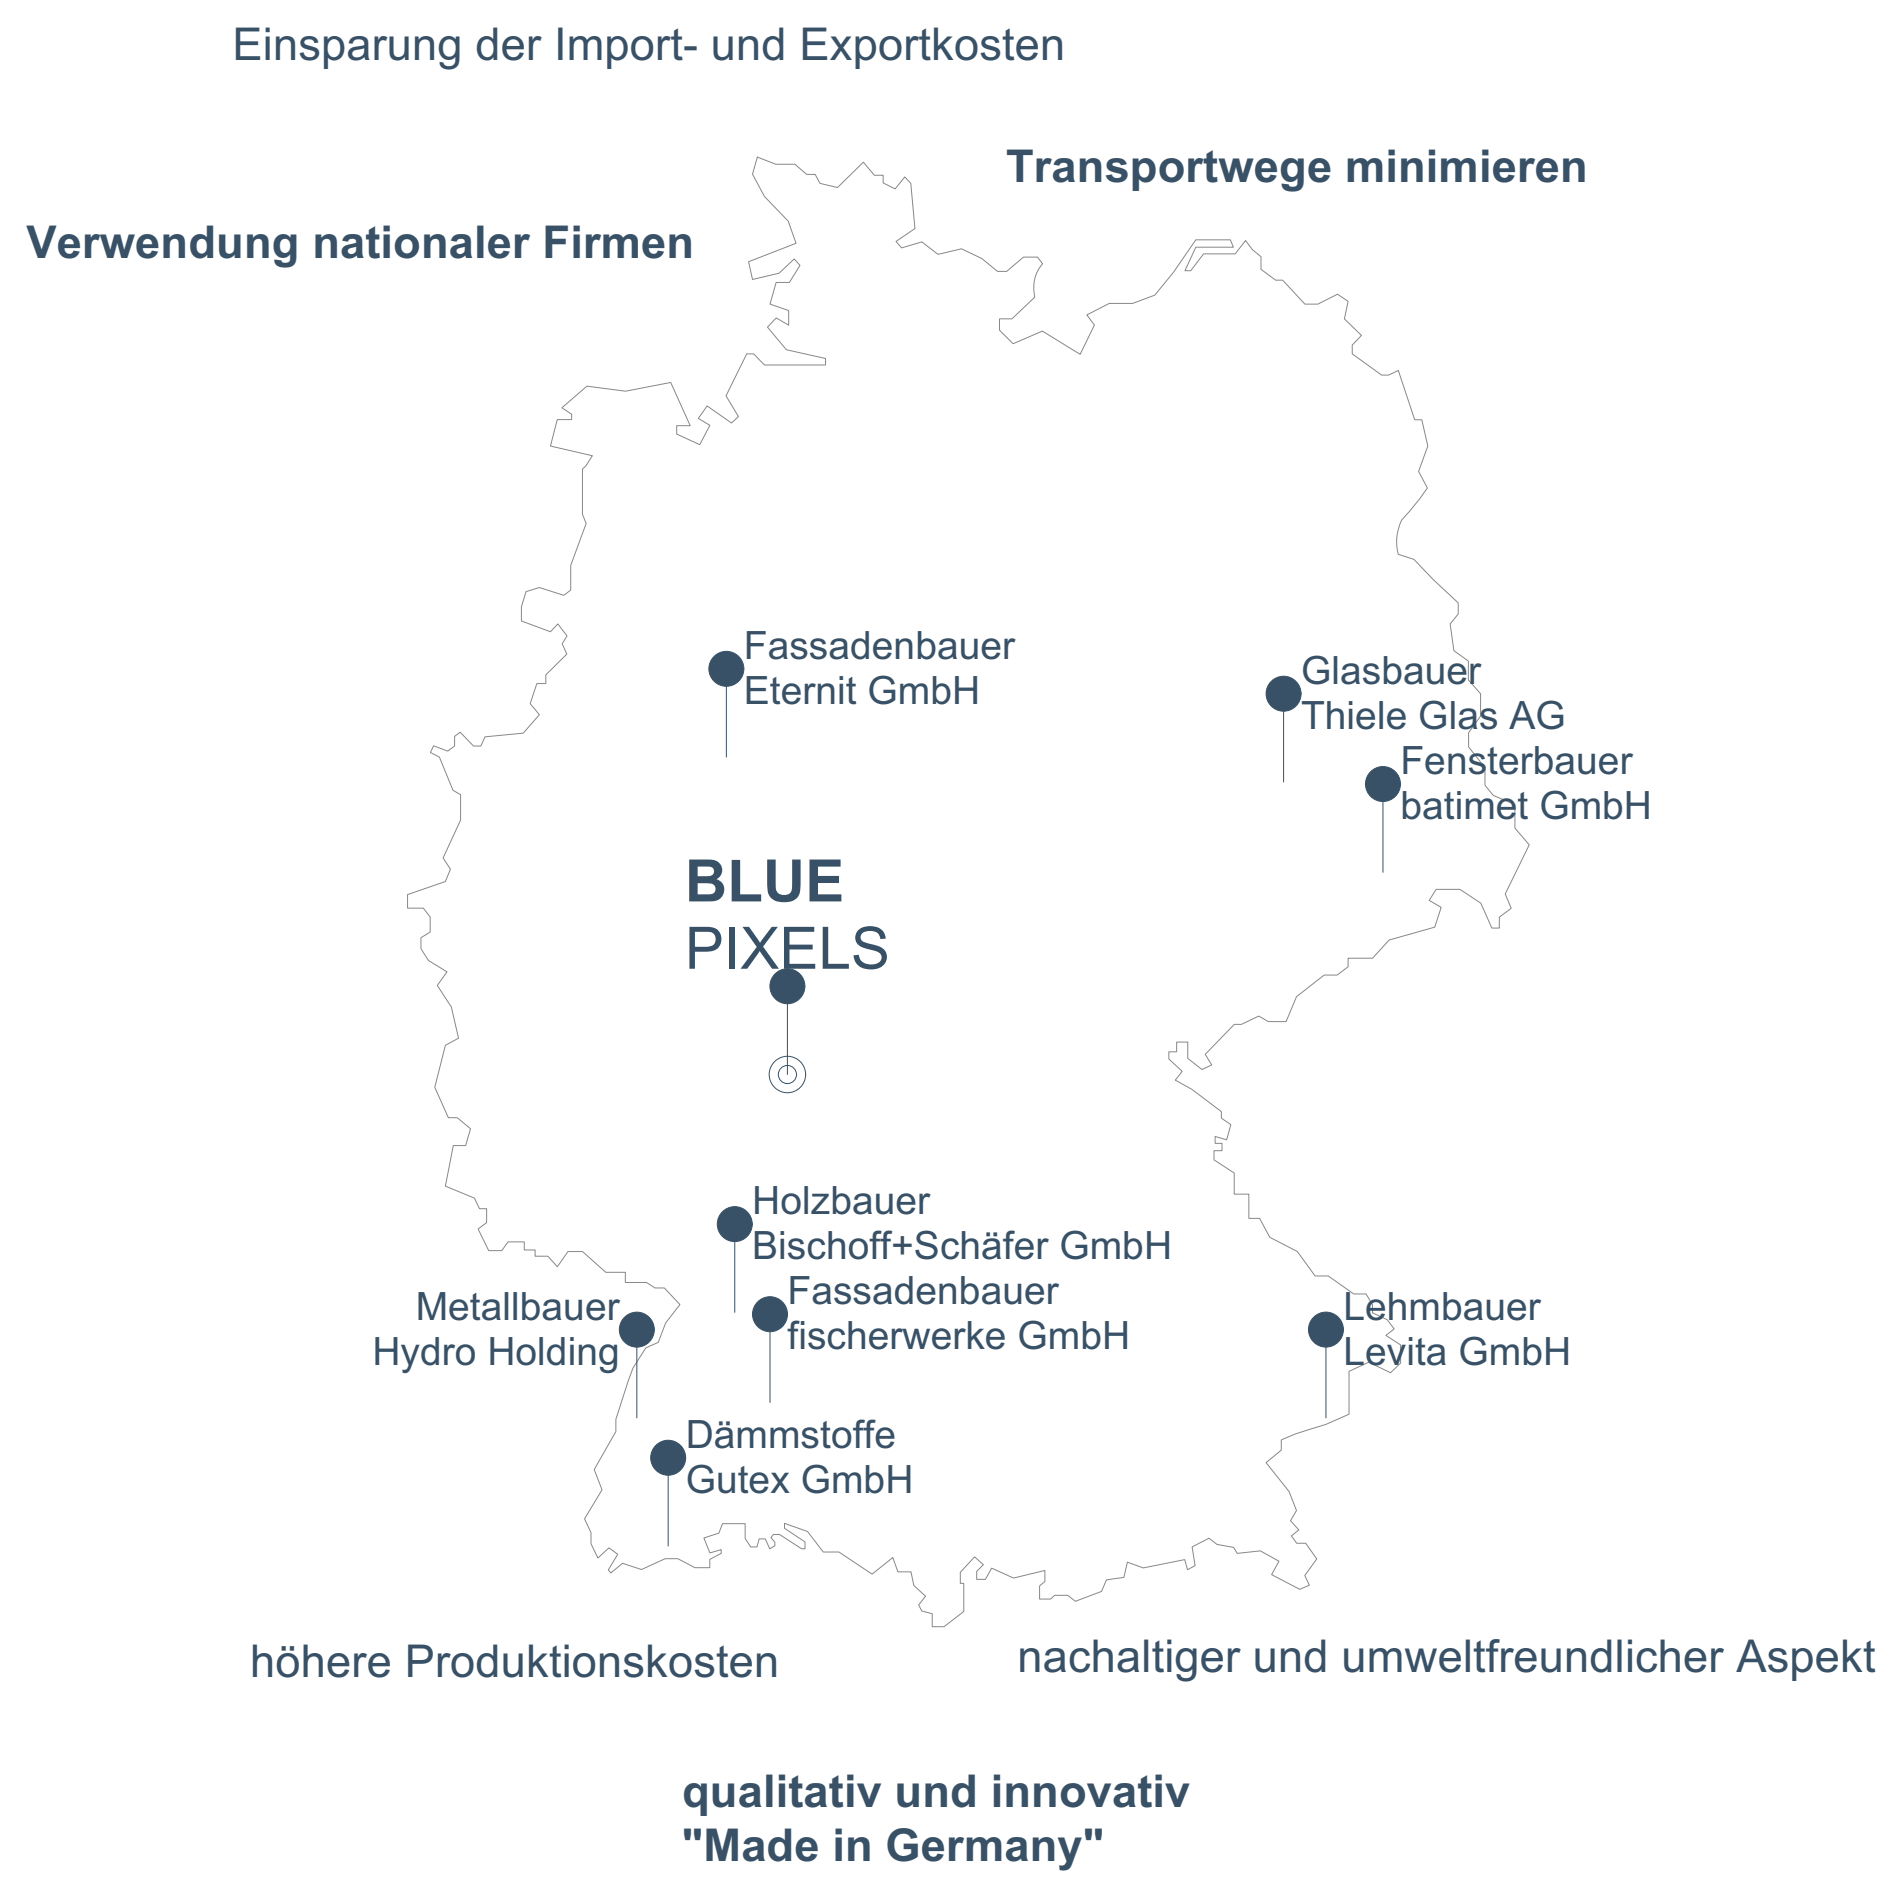 Einsparung der Import- und Exportkosten
Transportwege minimieren
Verwendung nationaler Firmen
Fassadenbauer
Eternit GmbH
Glasbauer
Thiele Glas AG
Fensterbauer
batimet GmbH
BLUE
PIXELS
Holzbauer
Bischoff+Schäfer GmbH
Fassadenbauer
fischerwerke GmbH
Metallbauer
Hydro Holding
Lehmbauer
Levita GmbH
Dämmstoffe
Gutex GmbH
höhere Produktionskosten
nachaltiger und umweltfreundlicher Aspekt
qualitativ und innovativ
"Made in Germany"